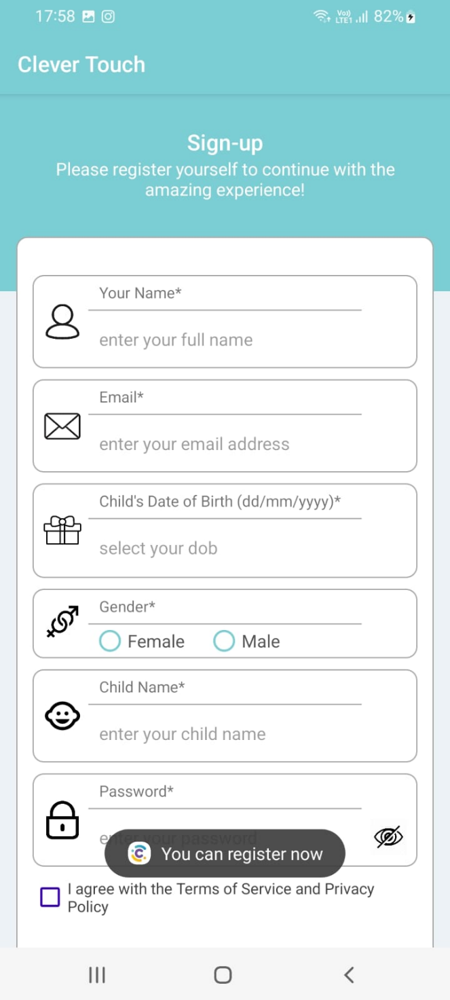 17:58 Vo)) LTE1 82%
Clever Touch
Sign-up
Please register yourself to continue with the
amazing experience!
Your Name*
enter your full name
Email*
enter your email address
Child's Date of Birth (dd/mm/yyyy)*
select your dob
Gender*
Female Male
Child Name*
enter your child name
Password*
enter your password
You can register now
I agree with the Terms of Service and Privacy
Policy